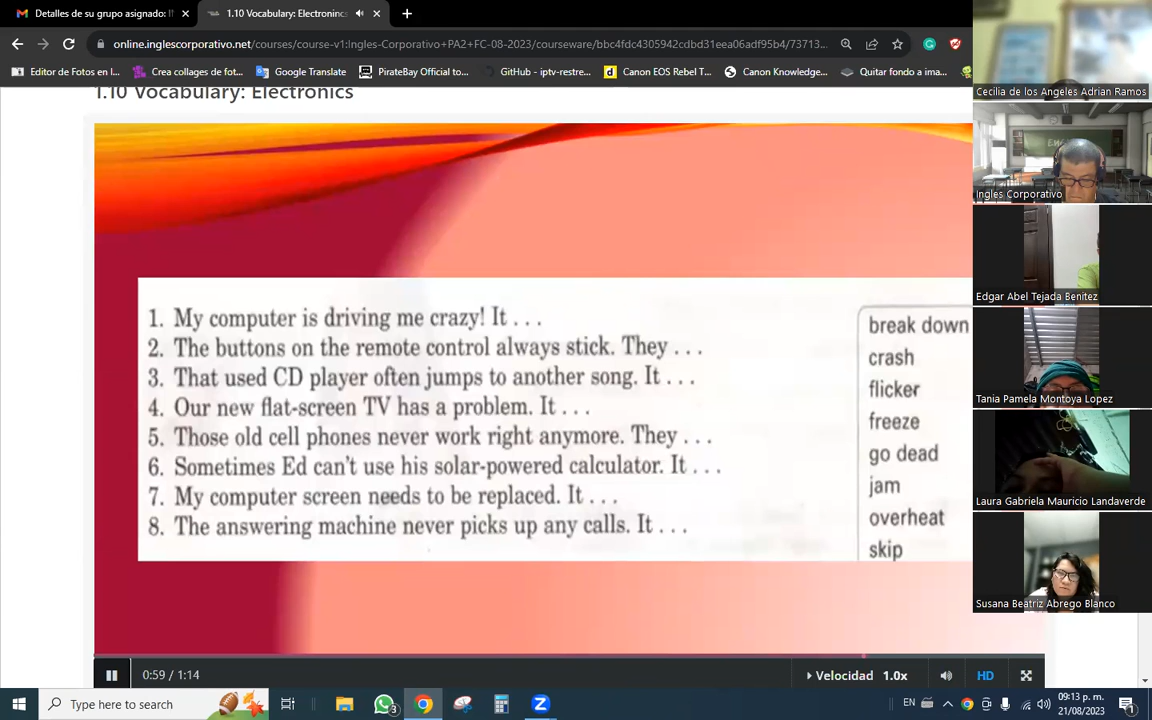 Detalles de su grupo asignado: I
1.10 Vocabulary: Electronics
online.inglescorporativo.net/courses/course-v1:Ingles-Corporativo+PA2+FC-08-2023/courseware/bbc4fdc4305942cdbd31eea06adf95b4/73713...
Editor de Fotos en l...
Crea collages de fot...
Google Translate
PirateBay Official to...
GitHub - iptv-restre...
Canon EOS Rebel T...
Canon Knowledge...
Quitar fondo a ima...
1.10 Vocabulary: Electronics
1. My computer is driving me crazy! It . . .
2. The buttons on the remote control always stick. They . . .
3. That used CD player often jumps to another song. It . . .
4. Our new flat-screen TV has a problem. It . . .
5. Those old cell phones never work right anymore. They . . .
6. Sometimes Ed can't use his solar-powered calculator. It . . .
7. My computer screen needs to be replaced. It . . .
8. The answering machine never picks up any calls. It . . .
break down
crash
flicker
freeze
go dead
jam
overheat
skip
0:59 / 1:14
Velocidad 1.0x
HD
Cecilia de los Angeles Adrian Ramos
Ingles Corporativo
Edgar Abel Tejada Benitez
Tania Pamela Montoya Lopez
Laura Gabriela Mauricio Landaverde
Susana Beatriz Abrego Blanco
Type here to search
3
EN
09:13 p. m.
21/08/2023
1